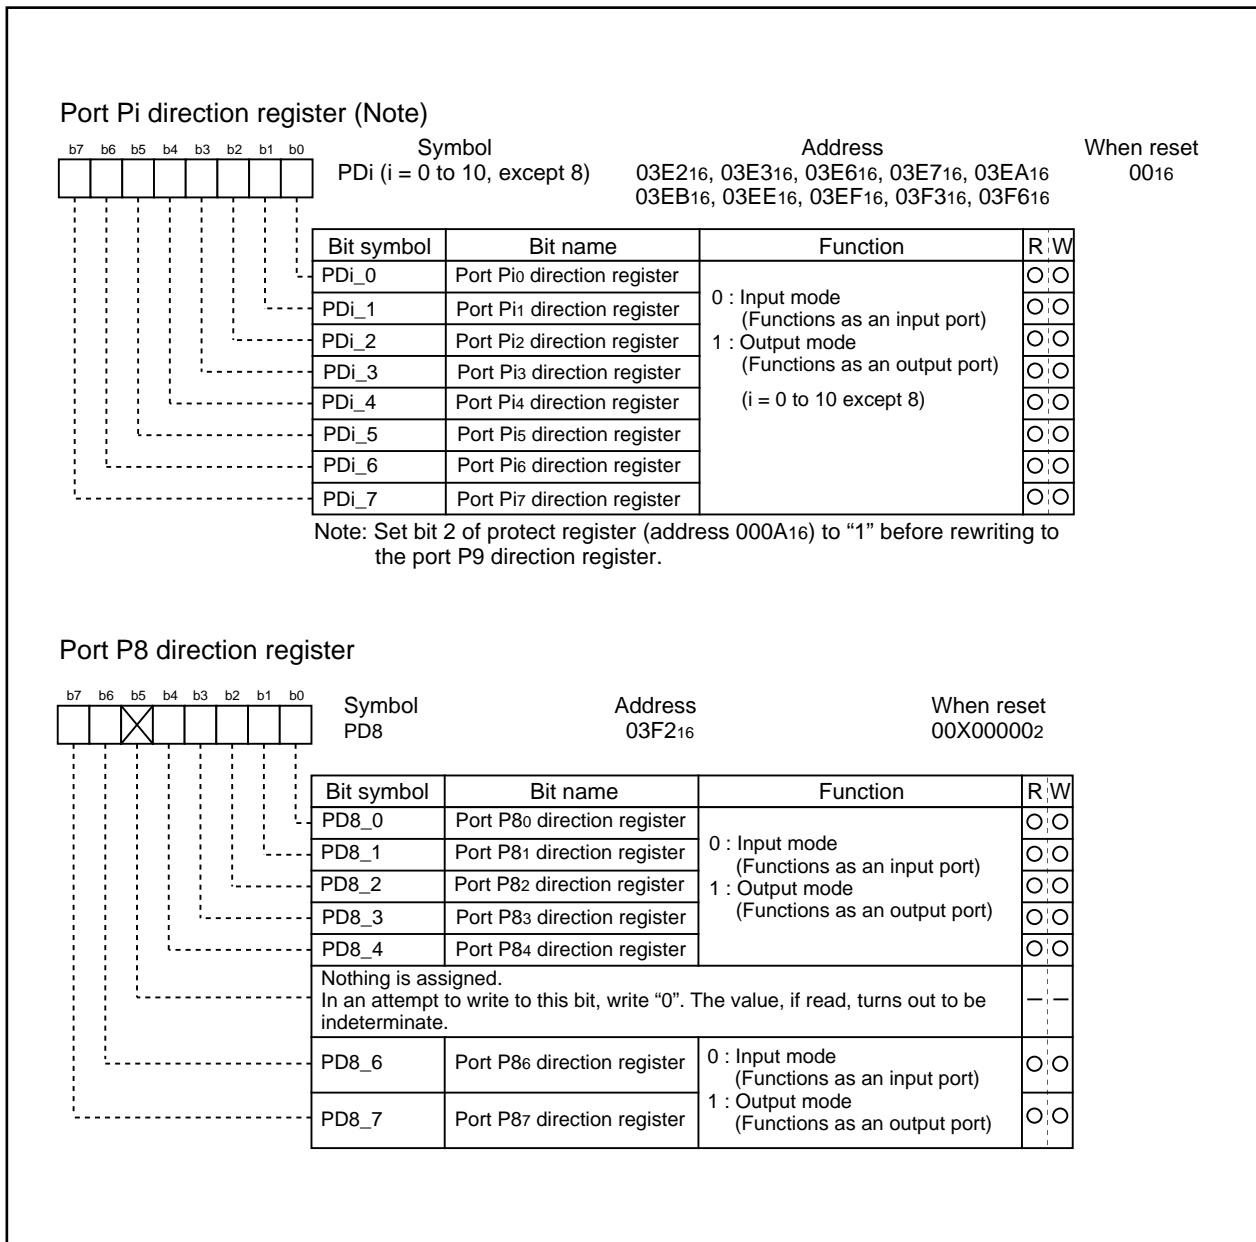 Port Pi direction register (Note)
b7 b6 b5 b4 b3 b2 b1 b0
Symbol Address When reset
PDi (i = 0 to 10, except 8) 03E216, 03E316, 03E616, 03E716, 03EA16 0016
03EB16, 03EE16, 03EF16, 03F316, 03F616
Bit symbol Bit name Function R W
PDi_0 Port Pi0 direction register
PDi_1 Port Pi1 direction register
PDi_2 Port Pi2 direction register
PDi_3 Port Pi3 direction register
PDi_4 Port Pi4 direction register
PDi_5 Port Pi5 direction register
PDi_6 Port Pi6 direction register
PDi_7 Port Pi7 direction register
0 : Input mode
(Functions as an input port)
1 : Output mode
(Functions as an output port)
(i = 0 to 10 except 8)
Note: Set bit 2 of protect register (address 000A16) to “1” before rewriting to
the port P9 direction register.
Port P8 direction register
b7 b6 b5 b4 b3 b2 b1 b0
Symbol Address When reset
PD8 03F216 00X000002
Bit symbol Bit name Function R W
PD8_0 Port P80 direction register
PD8_1 Port P81 direction register
PD8_2 Port P82 direction register
PD8_3 Port P83 direction register
PD8_4 Port P84 direction register
0 : Input mode
(Functions as an input port)
1 : Output mode
(Functions as an output port)
Nothing is assigned.
In an attempt to write to this bit, write “0”. The value, if read, turns out to be
indeterminate.
PD8_6 Port P86 direction register
PD8_7 Port P87 direction register
0 : Input mode
(Functions as an input port)
1 : Output mode
(Functions as an output port)